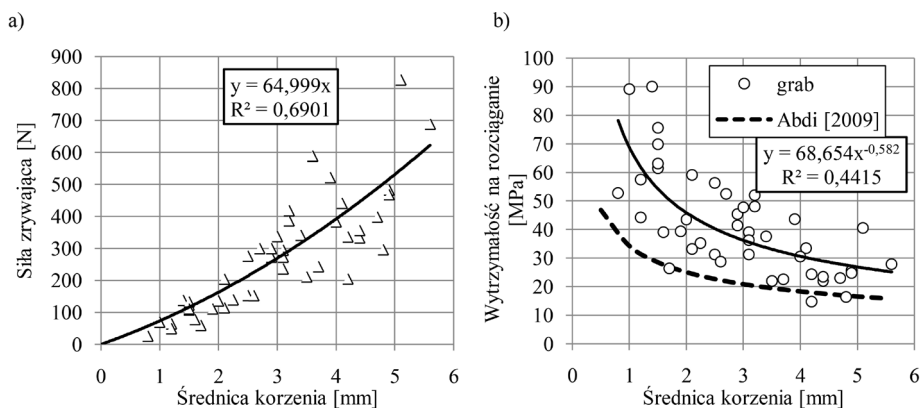 a)
Siła zrywająca [N]
900
800
700
600
500
400
300
200
100
0
y = 64,999x
R² = 0,6901
0 1 2 3 4 5 6
Średnica korzenia [mm]
b)
Wytrzymałość na rozciąganie
[MPa]
100
90
80
70
60
50
40
30
20
10
0
grab
Abdi [2009]
y = 68,654x-0,582
R² = 0,4415
0 1 2 3 4 5 6
Średnica korzenia [mm]